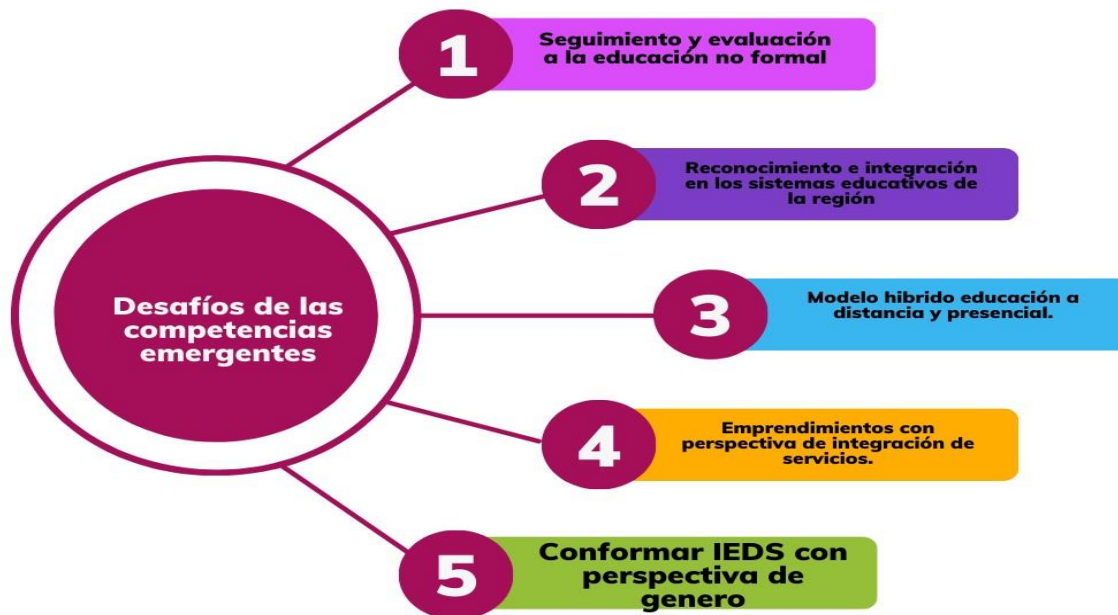 1
Seguimiento y evaluación
a la educación no formal
2
Reconocimiento e integración
en los sistemas educativos de
la región
Desafíos de las
competencias
emergentes
3
Modelo hibrido educación a
distancia y presencial.
4
Emprendimientos con
perspectiva de integración de
servicios.
5
Conformar IEDS con
perspectiva de
genero